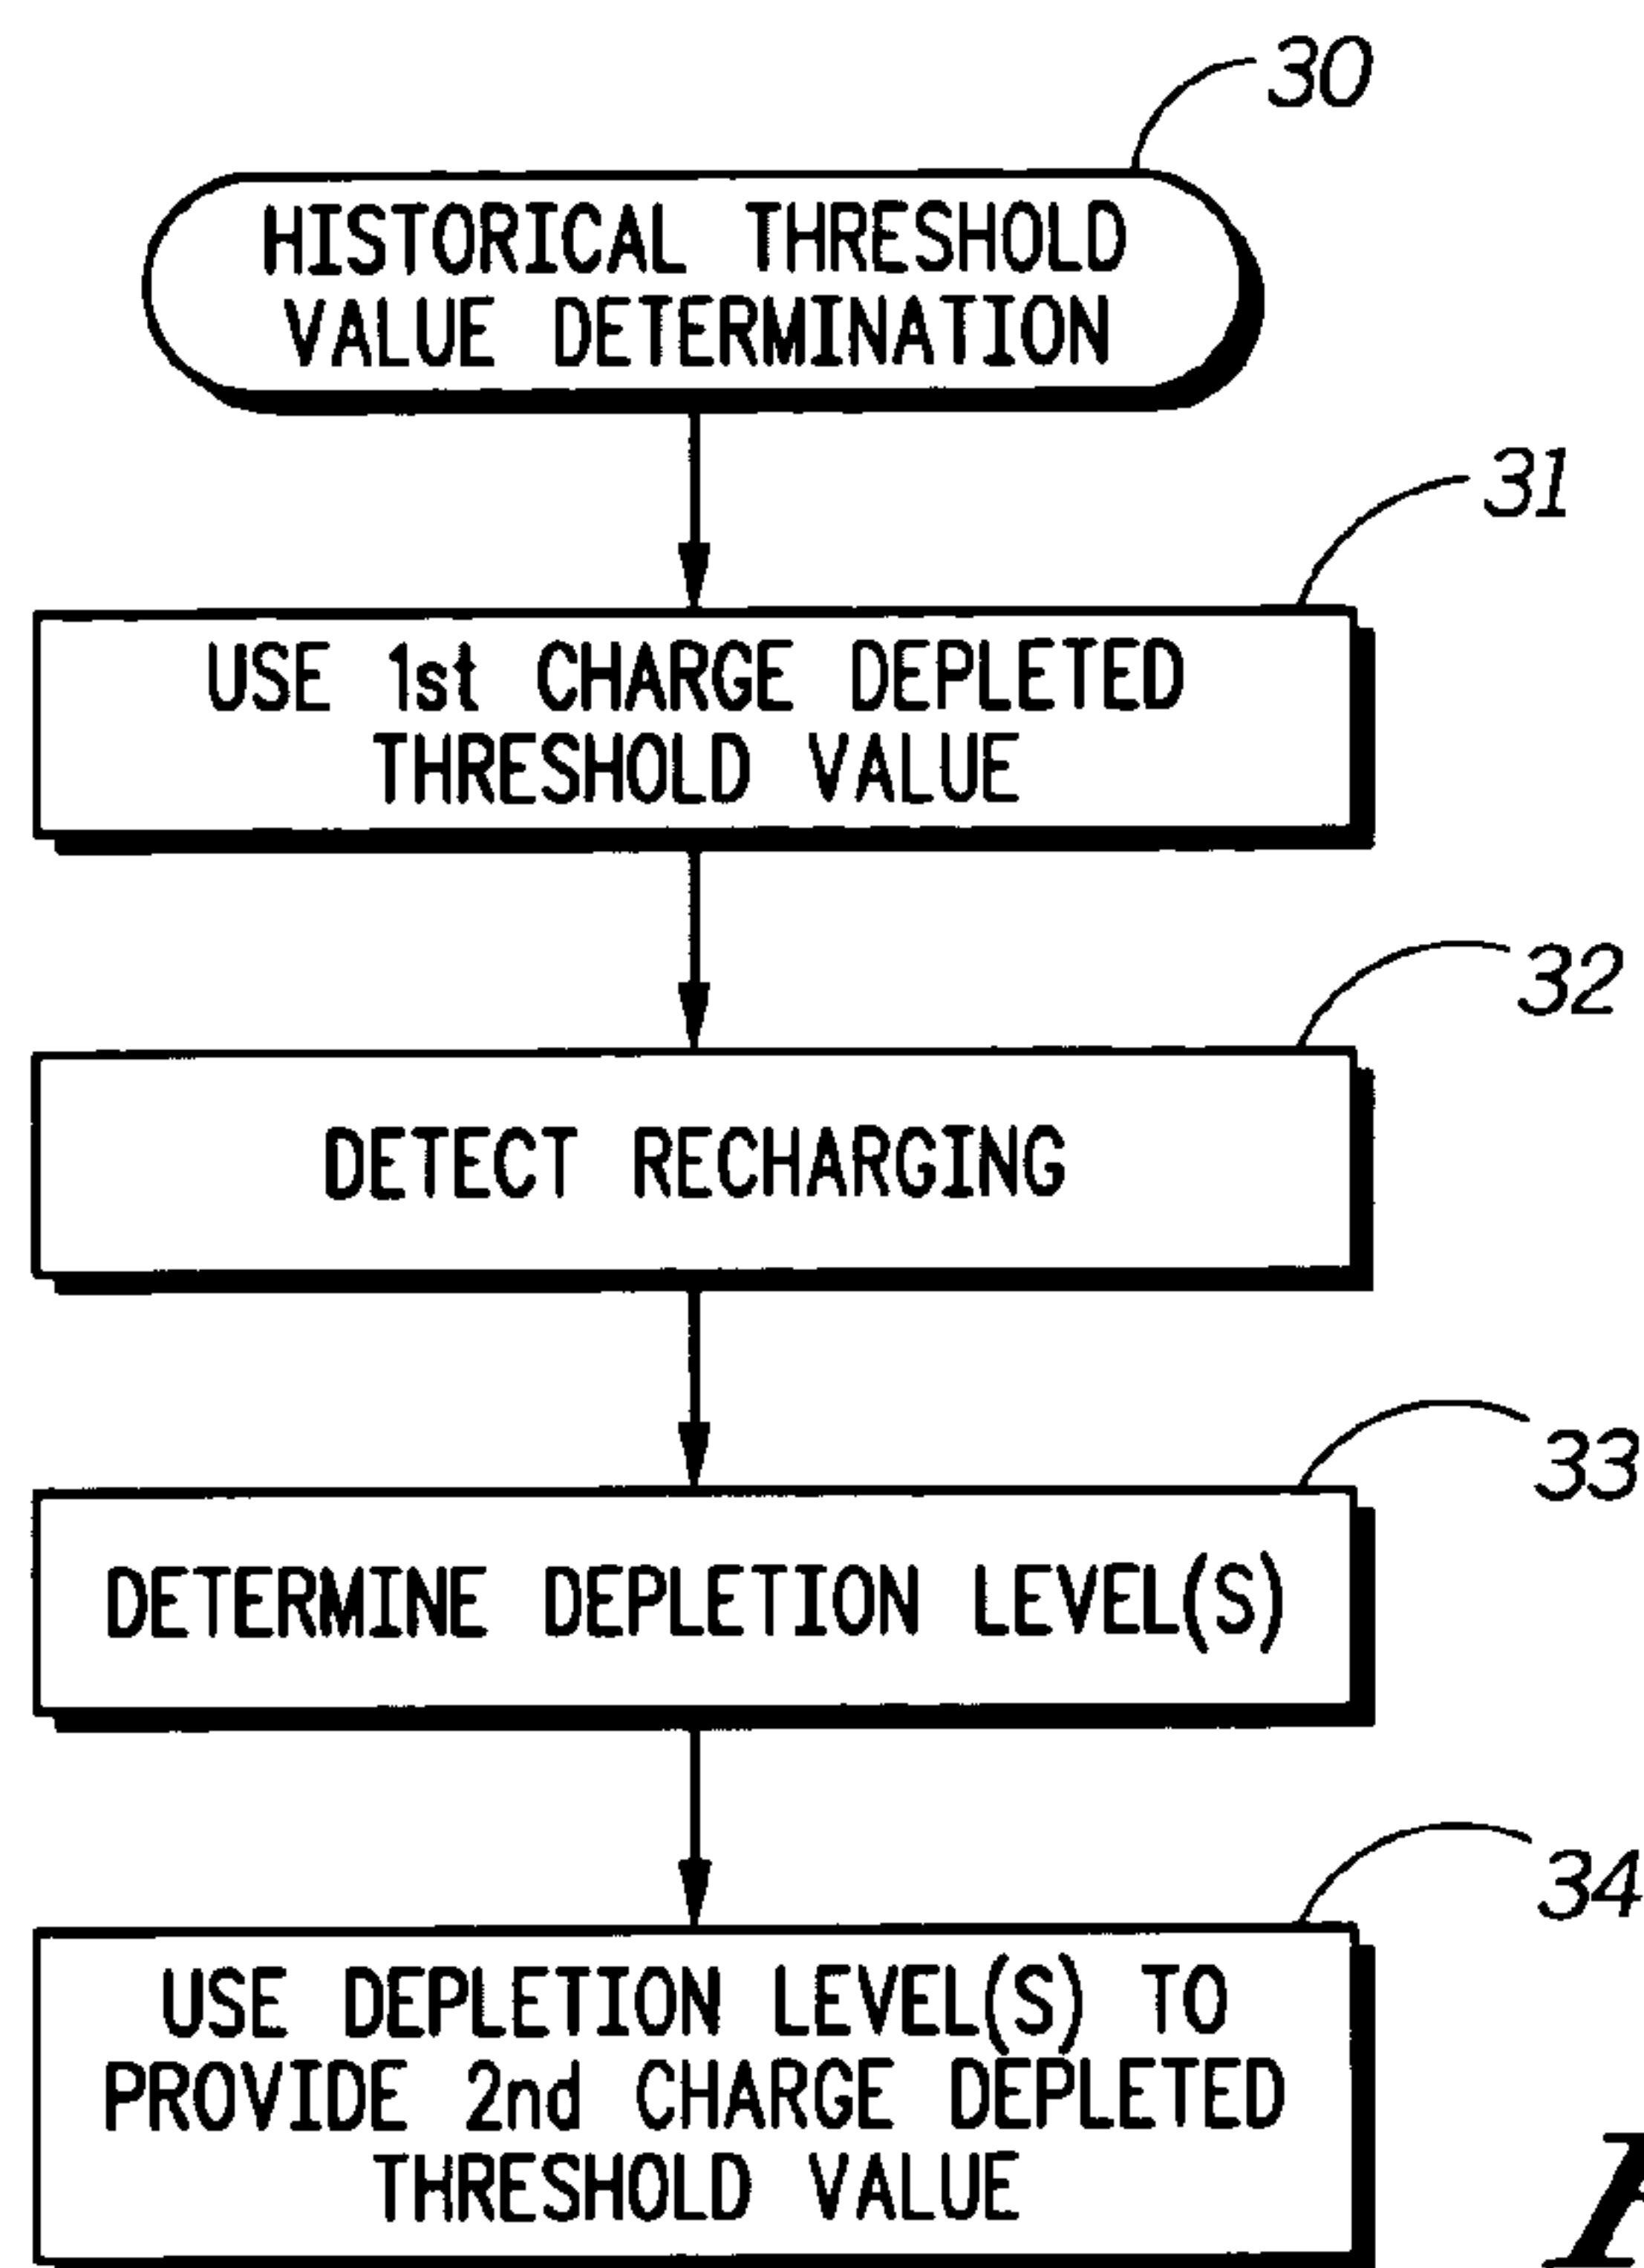 30
HISTORICAL THRESHOLD
VALUE DETERMINATION
31
USE 1st CHARGE DEPLETED
THRESHOLD VALUE
32
DETECT RECHARGING
33
DETERMINE DEPLETION LEVEL(S)
34
USE DEPLETION LEVEL(S) TO
PROVIDE 2nd CHARGE DEPLETED
THRESHOLD VALUE